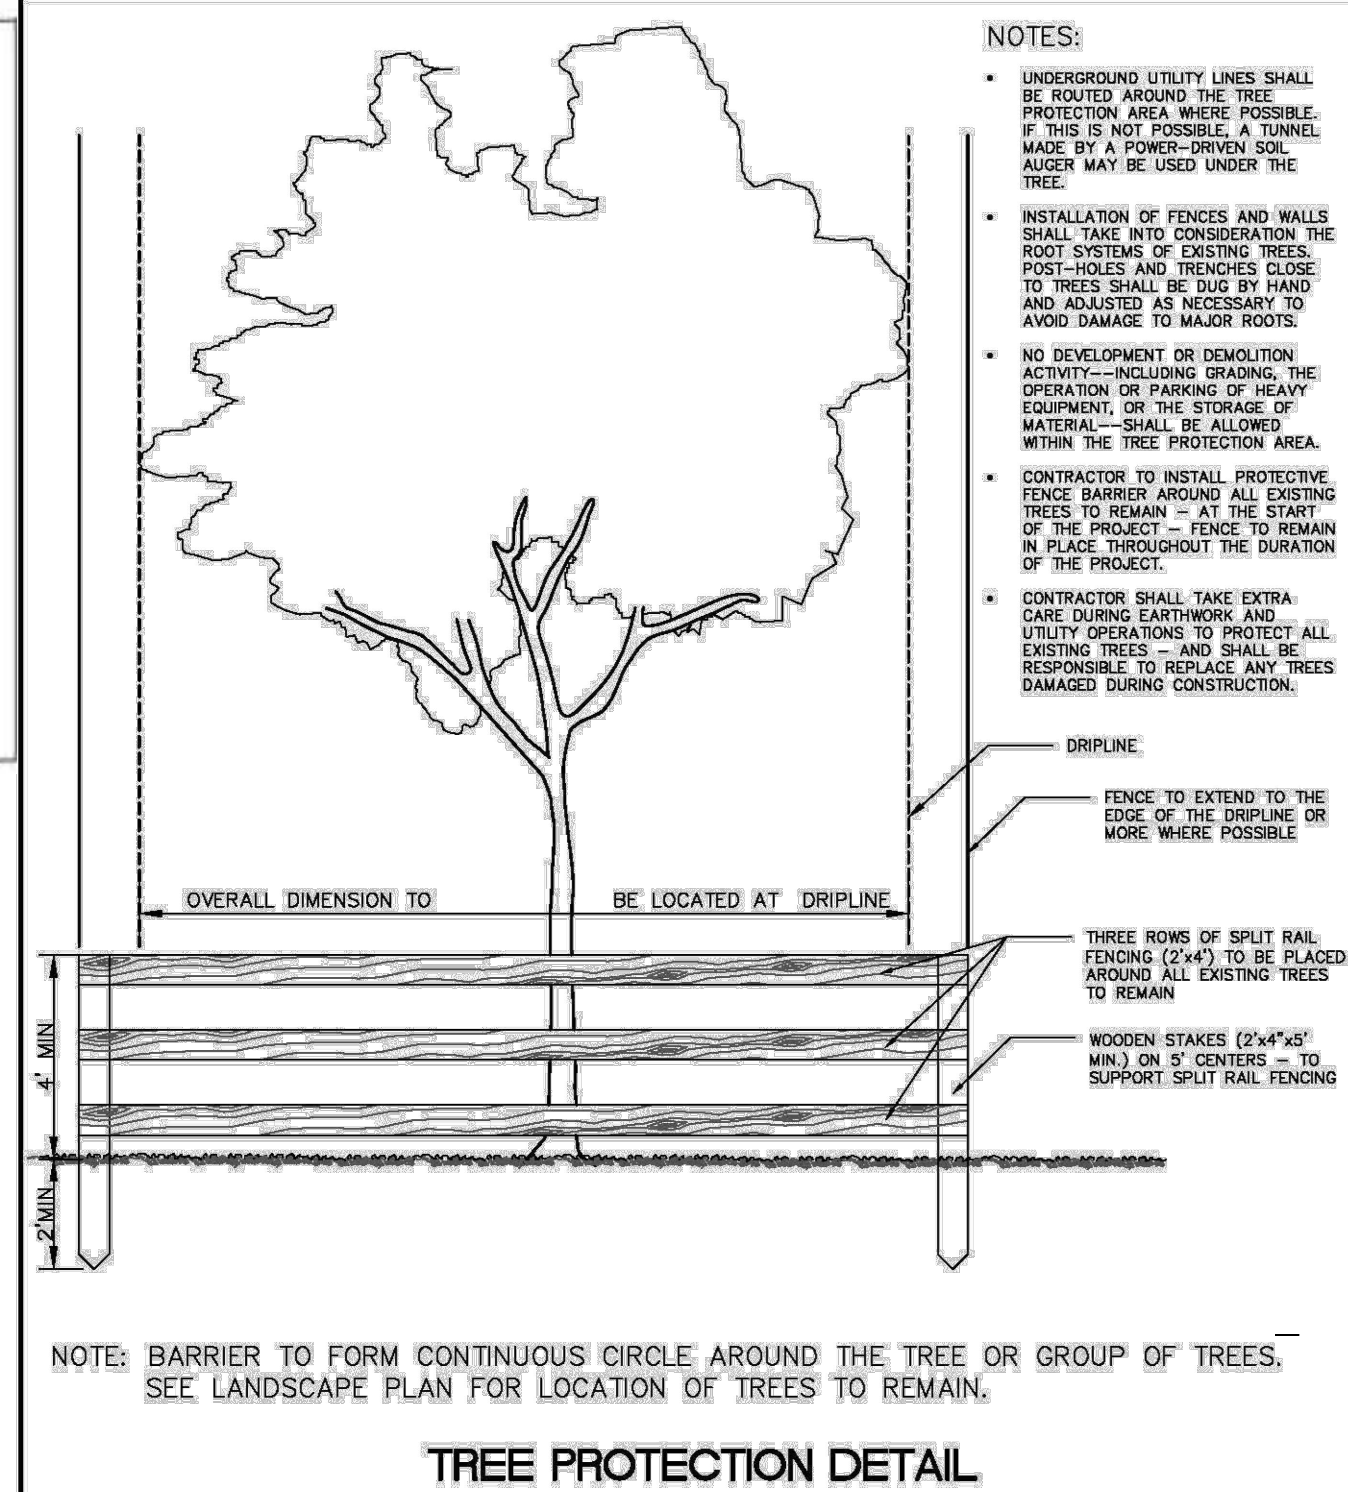 NOTES:
• UNDERGROUND UTILITY LINES SHALL
BE ROUTED AROUND THE TREE
PROTECTION AREA WHERE POSSIBLE.
IF THIS IS NOT POSSIBLE, A TUNNEL
MADE BY A POWER-DRIVEN SOIL
AUGER MAY BE USED UNDER THE
TREE.
• INSTALLATION OF FENCES AND WALLS
SHALL TAKE INTO CONSIDERATION THE
ROOT SYSTEMS OF EXISTING TREES.
POST-HOLES AND TRENCHES CLOSE
TO TREES SHALL BE DUG BY HAND
AND ADJUSTED AS NECESSARY TO
AVOID DAMAGE TO MAJOR ROOTS.
• NO DEVELOPMENT OR DEMOLITION
ACTIVITY--INCLUDING GRADING, THE
OPERATION OR PARKING OF HEAVY
EQUIPMENT, OR THE STORAGE OF
MATERIAL--SHALL BE ALLOWED
WITHIN THE TREE PROTECTION AREA.
• CONTRACTOR TO INSTALL PROTECTIVE
FENCE BARRIER AROUND ALL EXISTING
TREES TO REMAIN - AT THE START
OF THE PROJECT - FENCE TO REMAIN
IN PLACE THROUGHOUT THE DURATION
OF THE PROJECT.
• CONTRACTOR SHALL TAKE EXTRA
CARE DURING EARTHWORK AND
UTILITY OPERATIONS TO PROTECT ALL
EXISTING TREES - AND SHALL BE
RESPONSIBLE TO REPLACE ANY TREES
DAMAGED DURING CONSTRUCTION.
DRIPLINE
FENCE TO EXTEND TO THE
EDGE OF THE DRIPLINE OR
MORE WHERE POSSIBLE
OVERALL DIMENSION TO BE LOCATED AT DRIPLINE
THREE ROWS OF SPLIT RAIL
FENCING (2'x4') TO BE PLACED
AROUND ALL EXISTING TREES
TO REMAIN
WOODEN STAKES (2'x4"x5'
MIN.) ON 5' CENTERS - TO
SUPPORT SPLIT RAIL FENCING
4' MIN
2'MIN
NOTE: BARRIER TO FORM CONTINUOUS CIRCLE AROUND THE TREE OR GROUP OF TREES.
SEE LANDSCAPE PLAN FOR LOCATION OF TREES TO REMAIN.
TREE PROTECTION DETAIL